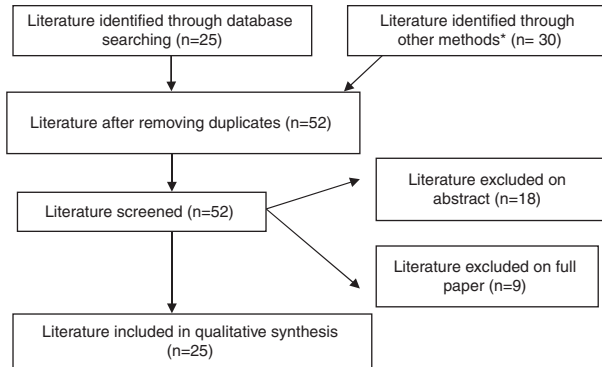 Literature identified through database
searching (n=25)
Literature identified through
other methods* (n= 30)
Literature after removing duplicates (n=52)
Literature screened (n=52)
Literature excluded on
abstract (n=18)
Literature excluded on full
paper (n=9)
Literature included in qualitative synthesis
(n=25)